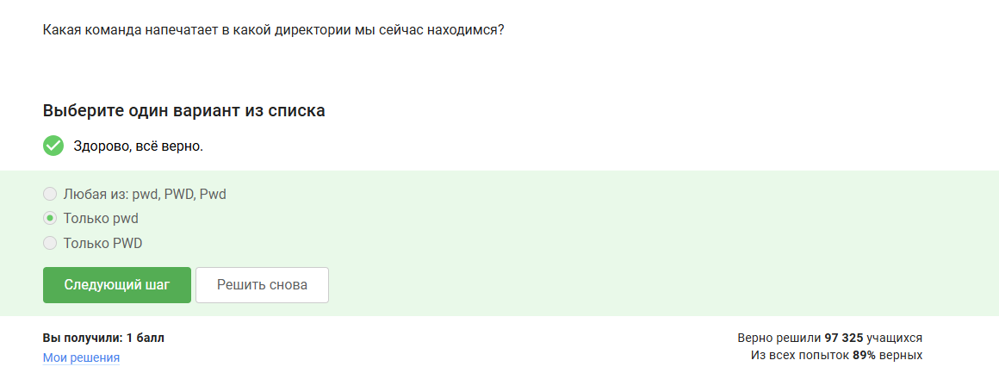 Какая команда напечатает в какой директории мы сейчас находимся?
Выберите один вариант из списка
Здорово, всё верно.
Любая из: pwd, PWD, Pwd
Только pwd
Только PWD
Следующий шаг
Решить снова
Вы получили: 1 балл
Мои решения
Верно решили 97 325 учащихся
Из всех попыток 89% верных